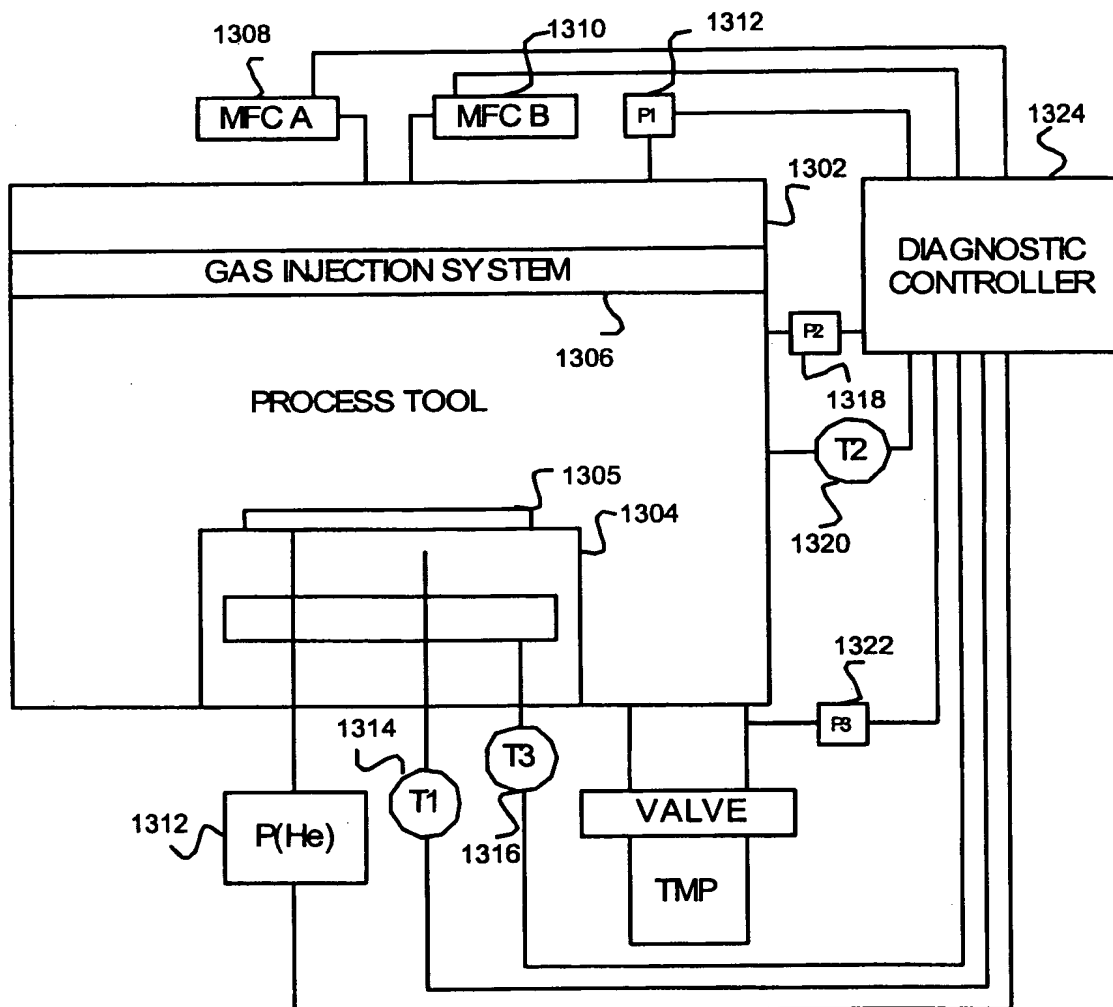 1308
1310
1312
MFC A
MFC B
P1
1324
1302
GAS INJECTION SYSTEM
DIAGNOSTIC
CONTROLLER
1306
P2
1318
PROCESS TOOL
T2
1320
1305
1304
1322
P3
1314
T3
T1
1316
1312
P(He)
VALVE
TMP